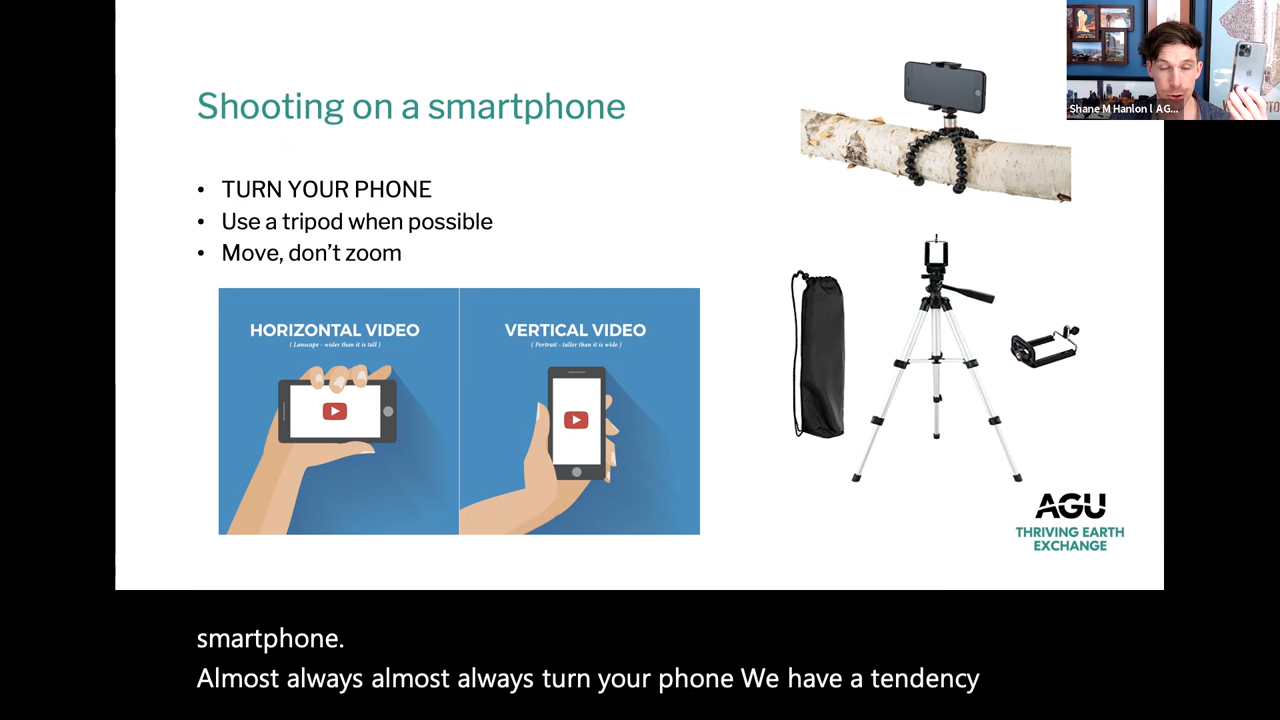 Shooting on a smartphone
Shane M Hanlon l AG...
• TURN YOUR PHONE
• Use a tripod when possible
• Move, don’t zoom
HORIZONTAL VIDEO
( Lanscape - wider than it is tall )
VERTICAL VIDEO
( Portrait - taller than it is wide )
AGU
THRIVING EARTH
EXCHANGE
smartphone.
Almost always almost always turn your phone We have a tendency